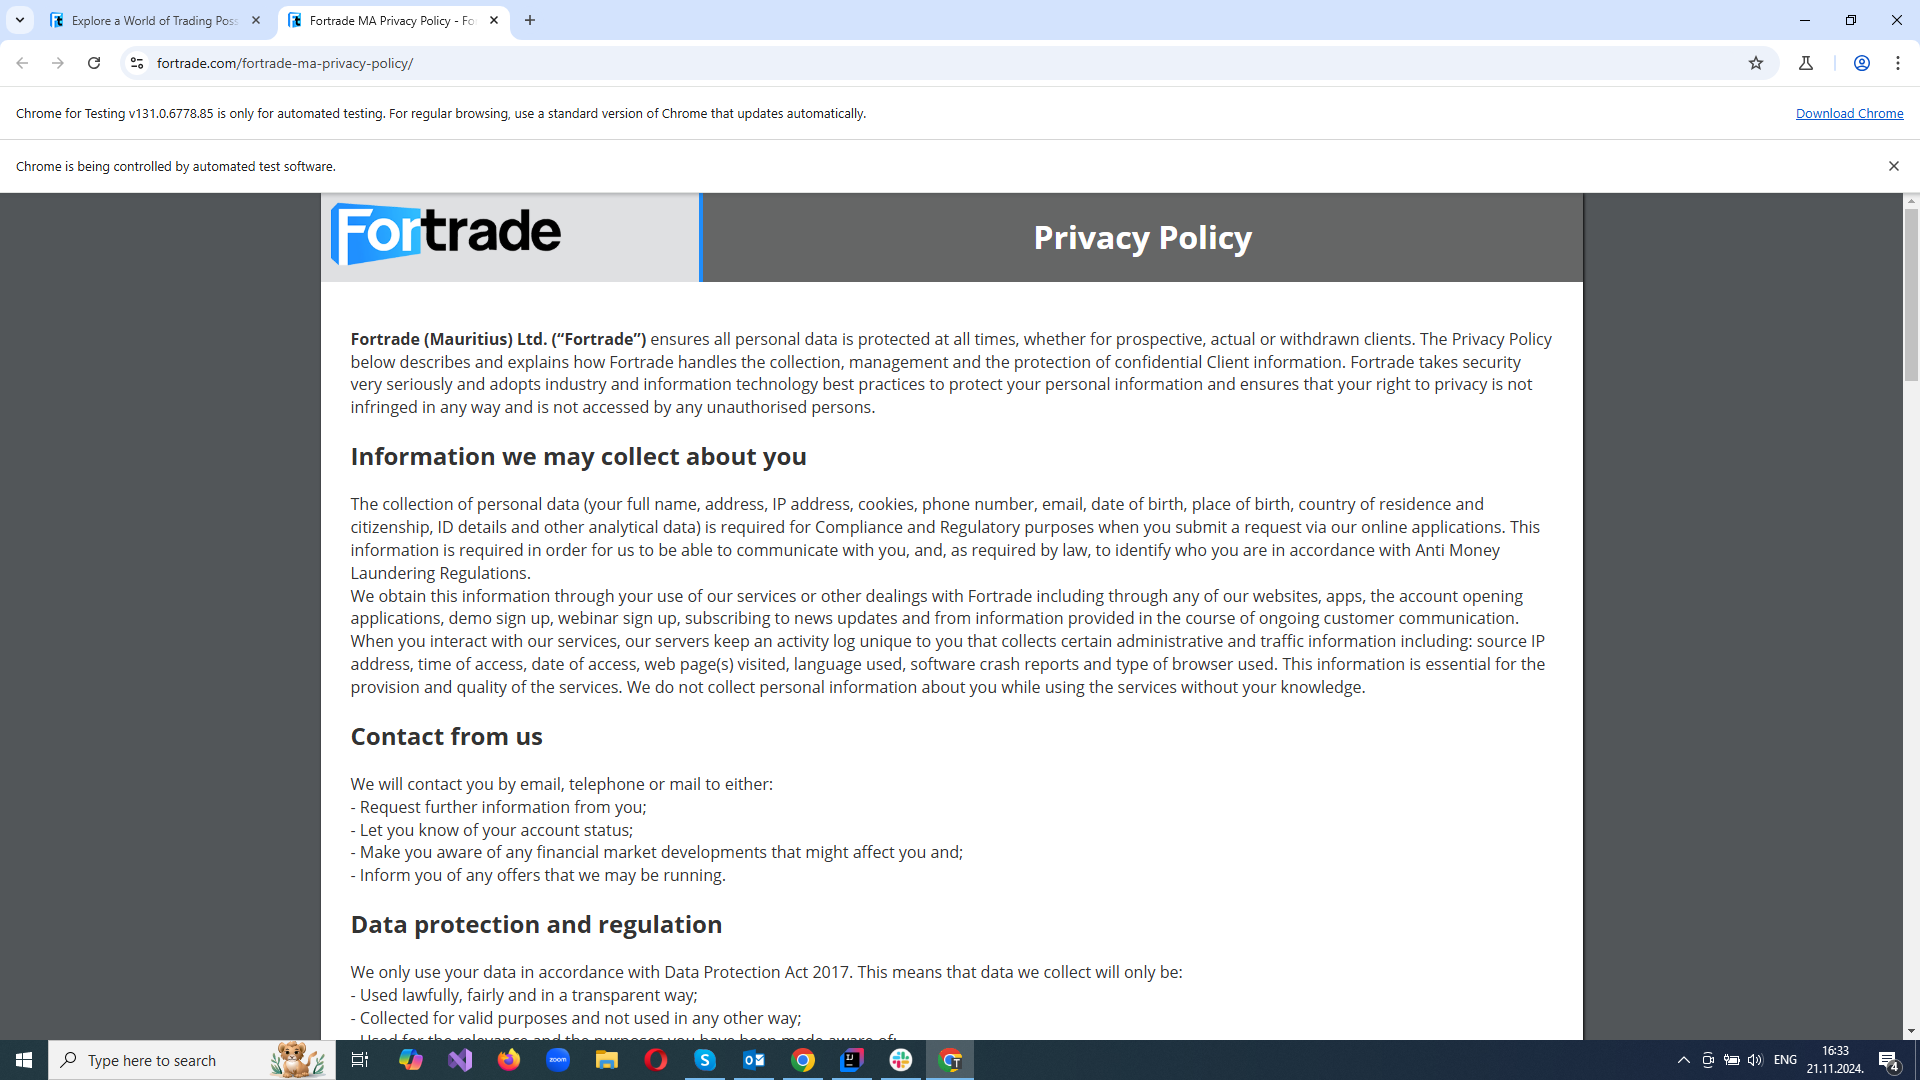 Explore a World of Trading Pos
Fortrade MA Privacy Policy - Fo
fortrade.com/fortrade-ma-privacy-policy/
Chrome for Testing v131.0.6778.85 is only for automated testing. For regular browsing, use a standard version of Chrome that updates automatically.
Download Chrome
Chrome is being controlled by automated test software.
Fortrade
Privacy Policy
Fortrade (Mauritius) Ltd. (“Fortrade”) ensures all personal data is protected at all times, whether for prospective, actual or withdrawn clients. The Privacy Policy
below describes and explains how Fortrade handles the collection, management and the protection of confidential Client information. Fortrade takes security
very seriously and adopts industry and information technology best practices to protect your personal information and ensures that your right to privacy is not
infringed in any way and is not accessed by any unauthorised persons.
Information we may collect about you
The collection of personal data (your full name, address, IP address, cookies, phone number, email, date of birth, place of birth, country of residence and
citizenship, ID details and other analytical data) is required for Compliance and Regulatory purposes when you submit a request via our online applications. This
information is required in order for us to be able to communicate with you, and, as required by law, to identify who you are in accordance with Anti Money
Laundering Regulations.
We obtain this information through your use of our services or other dealings with Fortrade including through any of our websites, apps, the account opening
applications, demo sign up, webinar sign up, subscribing to news updates and from information provided in the course of ongoing customer communication.
When you interact with our services, our servers keep an activity log unique to you that collects certain administrative and traffic information including: source IP
address, time of access, date of access, web page(s) visited, language used, software crash reports and type of browser used. This information is essential for the
provision and quality of the services. We do not collect personal information about you while using the services without your knowledge.
Contact from us
We will contact you by email, telephone or mail to either:
- Request further information from you;
- Let you know of your account status;
- Make you aware of any financial market developments that might affect you and;
- Inform you of any offers that we may be running.
Data protection and regulation
We only use your data in accordance with Data Protection Act 2017. This means that data we collect will only be:
- Used lawfully, fairly and in a transparent way;
- Collected for valid purposes and not used in any other way;
- Used for the relevance and the purposes you have been made aware of;
Type here to search
zoom
ENG
16:33
21.11.2024.
4